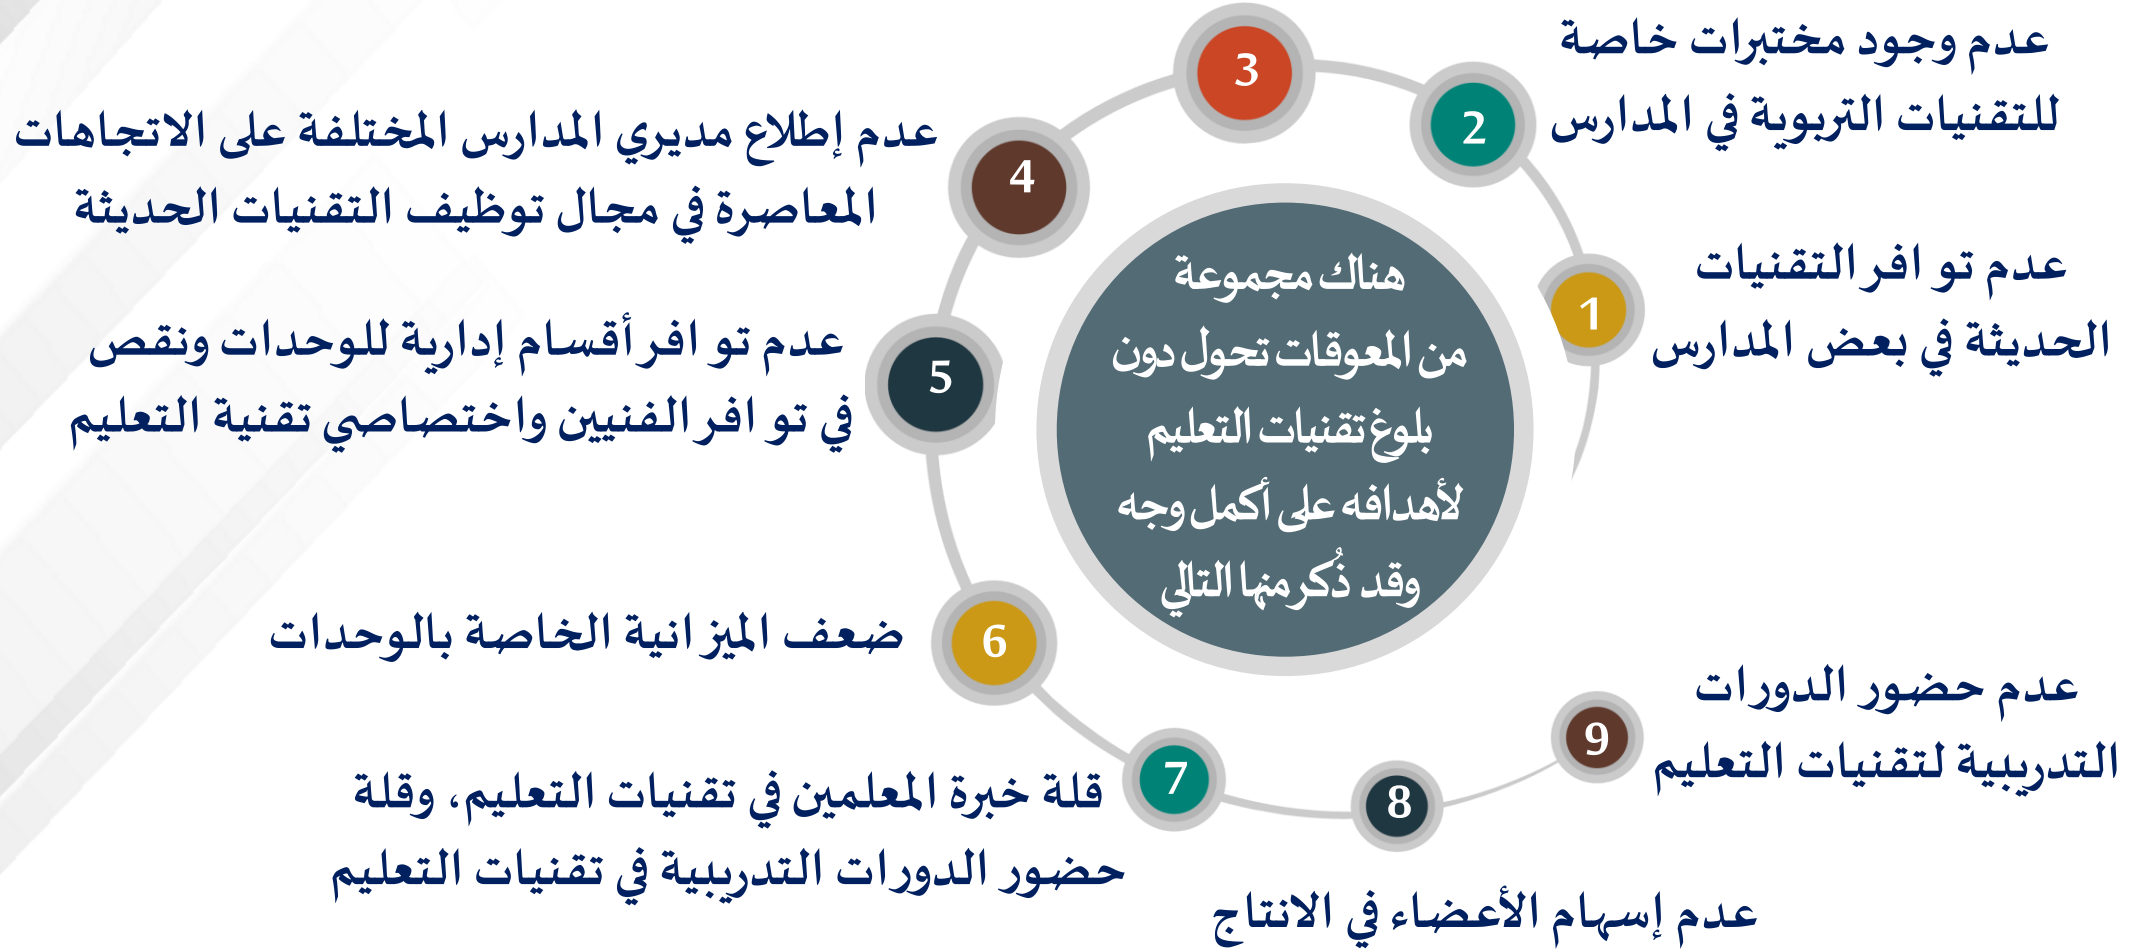 هناك مجموعة
من المعوقات تحول دون
بلوغ تقنيات التعليم
لأهدافه على أكمل وجه
وقد ذُكر منها التالي
1
عدم توافر التقنيات
الحديثة في بعض المدارس
2
عدم وجود مختبرات خاصة
للتقنيات التربوية في المدارس
3
4
عدم إطلاع مديري المدارس المختلفة على الاتجاهات
المعاصرة في مجال توظيف التقنيات الحديثة
5
عدم توافر أقسام إدارية للوحدات ونقص
في توافر الفنيين واختصاصي تقنية التعليم
6
ضعف الميزانية الخاصة بالوحدات
7
قلة خبرة المعلمين في تقنيات التعليم، وقلة
حضور الدورات التدريبية في تقنيات التعليم
8
عدم إسهام الأعضاء في الانتاج
9
عدم حضور الدورات
التدريبية لتقنيات التعليم